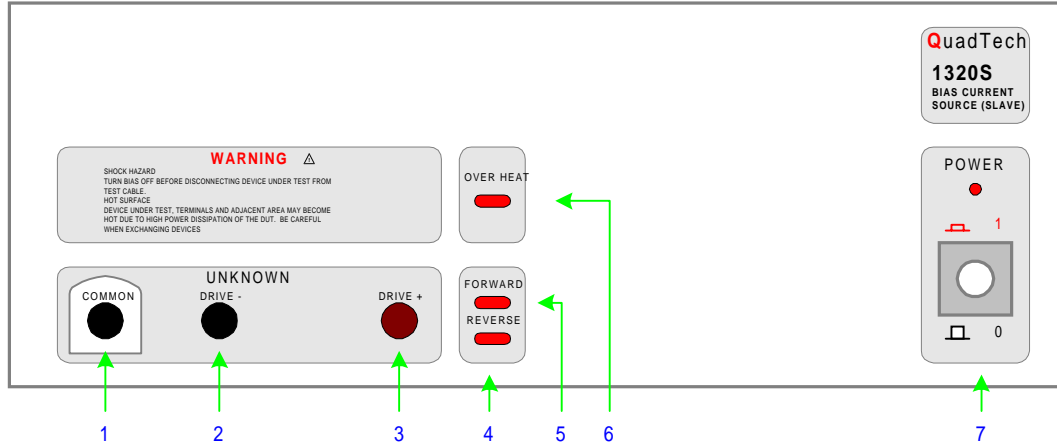 QuadTech
1320S
BIAS CURRENT
SOURCE (SLAVE)
WARNING ⚠
SHOCK HAZARD
TURN BIAS OFF BEFORE DISCONNECTING DEVICE UNDER TEST FROM
TEST CABLE.
HOT SURFACE
DEVICE UNDER TEST, TERMINALS AND ADJACENT AREA MAY BECOME
HOT DUE TO HIGH POWER DISSIPATION OF THE DUT. BE CAREFUL
WHEN EXCHANGING DEVICES
OVER HEAT
POWER
1
0
UNKNOWN
COMMON
DRIVE -
DRIVE +
FORWARD
REVERSE
1 2 3 4 5 6 7